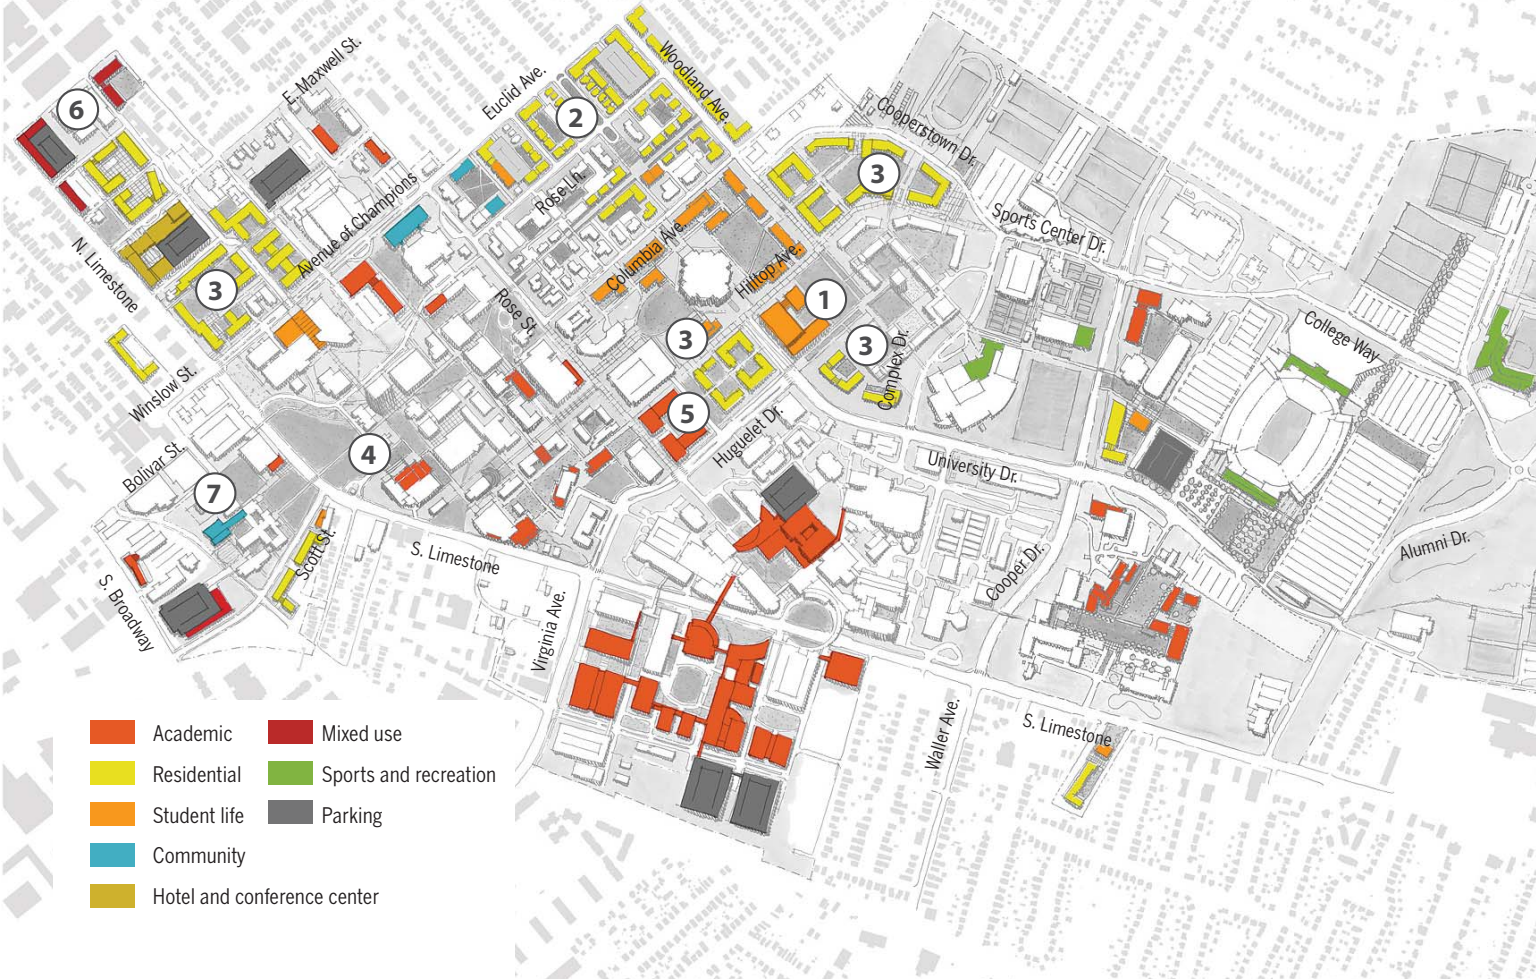 6
E. Maxwell St.
Euclid Ave.
2
Woodland Ave.
Cooperstown Dr.
3
Sports Center Dr.
Rose Ln.
Avenue of Champions
Columbia Ave.
Hilltop Ave.
N. Limestone
3
Rose St.
1
3
3
Complex Dr.
College Way
Winslow St.
5
Huguelet Dr.
4
Bolivar St.
7
University Dr.
Scott St.
S. Limestone
Alumni Dr.
Cooper Dr.
S. Broadway
Virginia Ave.
Waller Ave.
S. Limestone
Academic
Mixed use
Residential
Sports and recreation
Student life
Parking
Community
Hotel and conference center